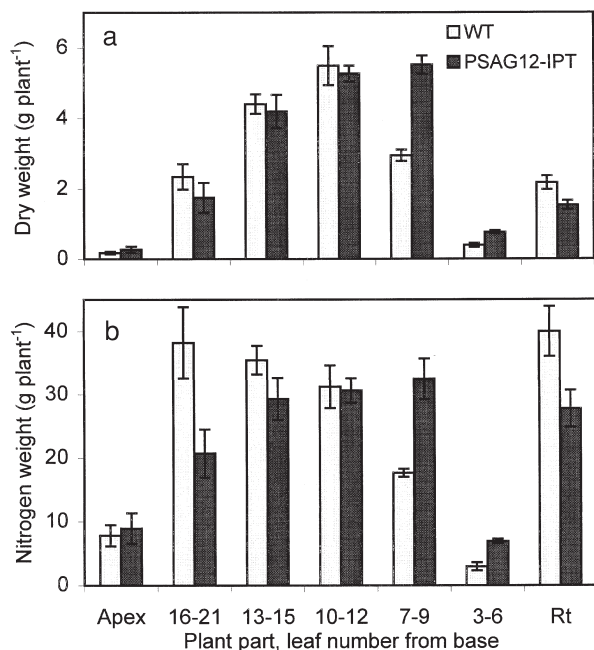 a
WT
PSAG12-IPT
Dry weight (g plant⁻¹)
6
4
2
0
b
Nitrogen weight (g plant⁻¹)
40
30
20
10
0
Apex 16-21 13-15 10-12 7-9 3-6 Rt
Plant part, leaf number from base